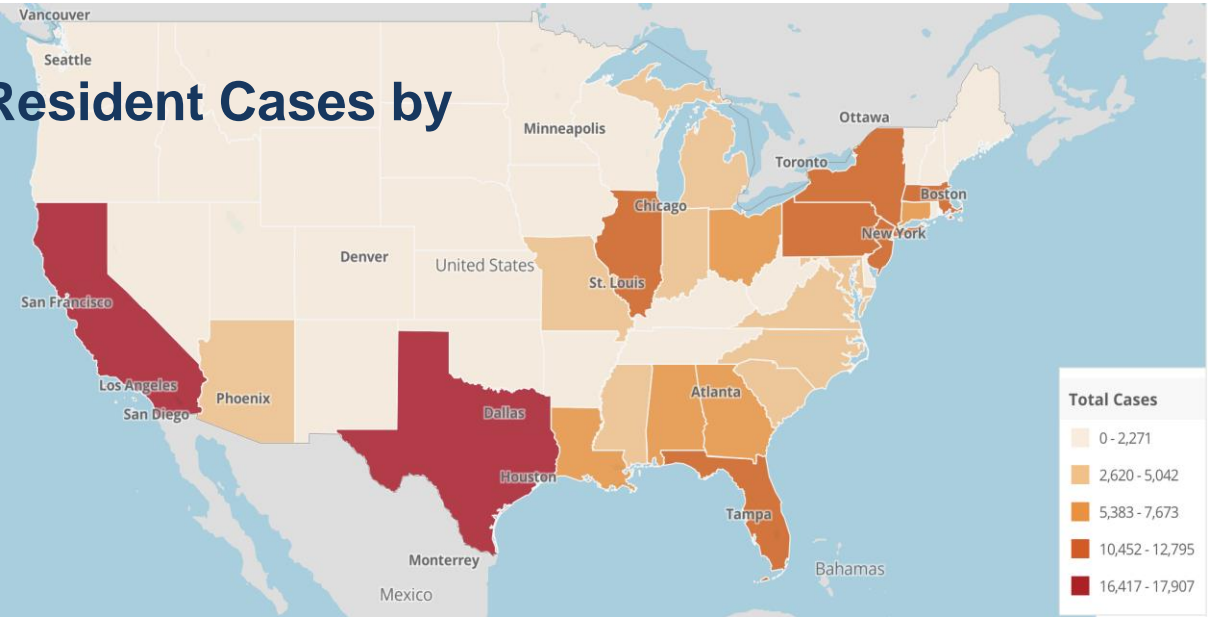 Vancouver
Seattle
Resident Cases by
Minneapolis
Ottawa
Toronto
Boston
Chicago
New York
Denver
United States
St. Louis
San Francisco
Los Angeles
Phoenix
San Diego
Atlanta
Dallas
Houston
Tampa
Monterrey
Bahamas
Mexico
Total Cases
0 - 2,271
2,620 - 5,042
5,383 - 7,673
10,452 - 12,795
16,417 - 17,907